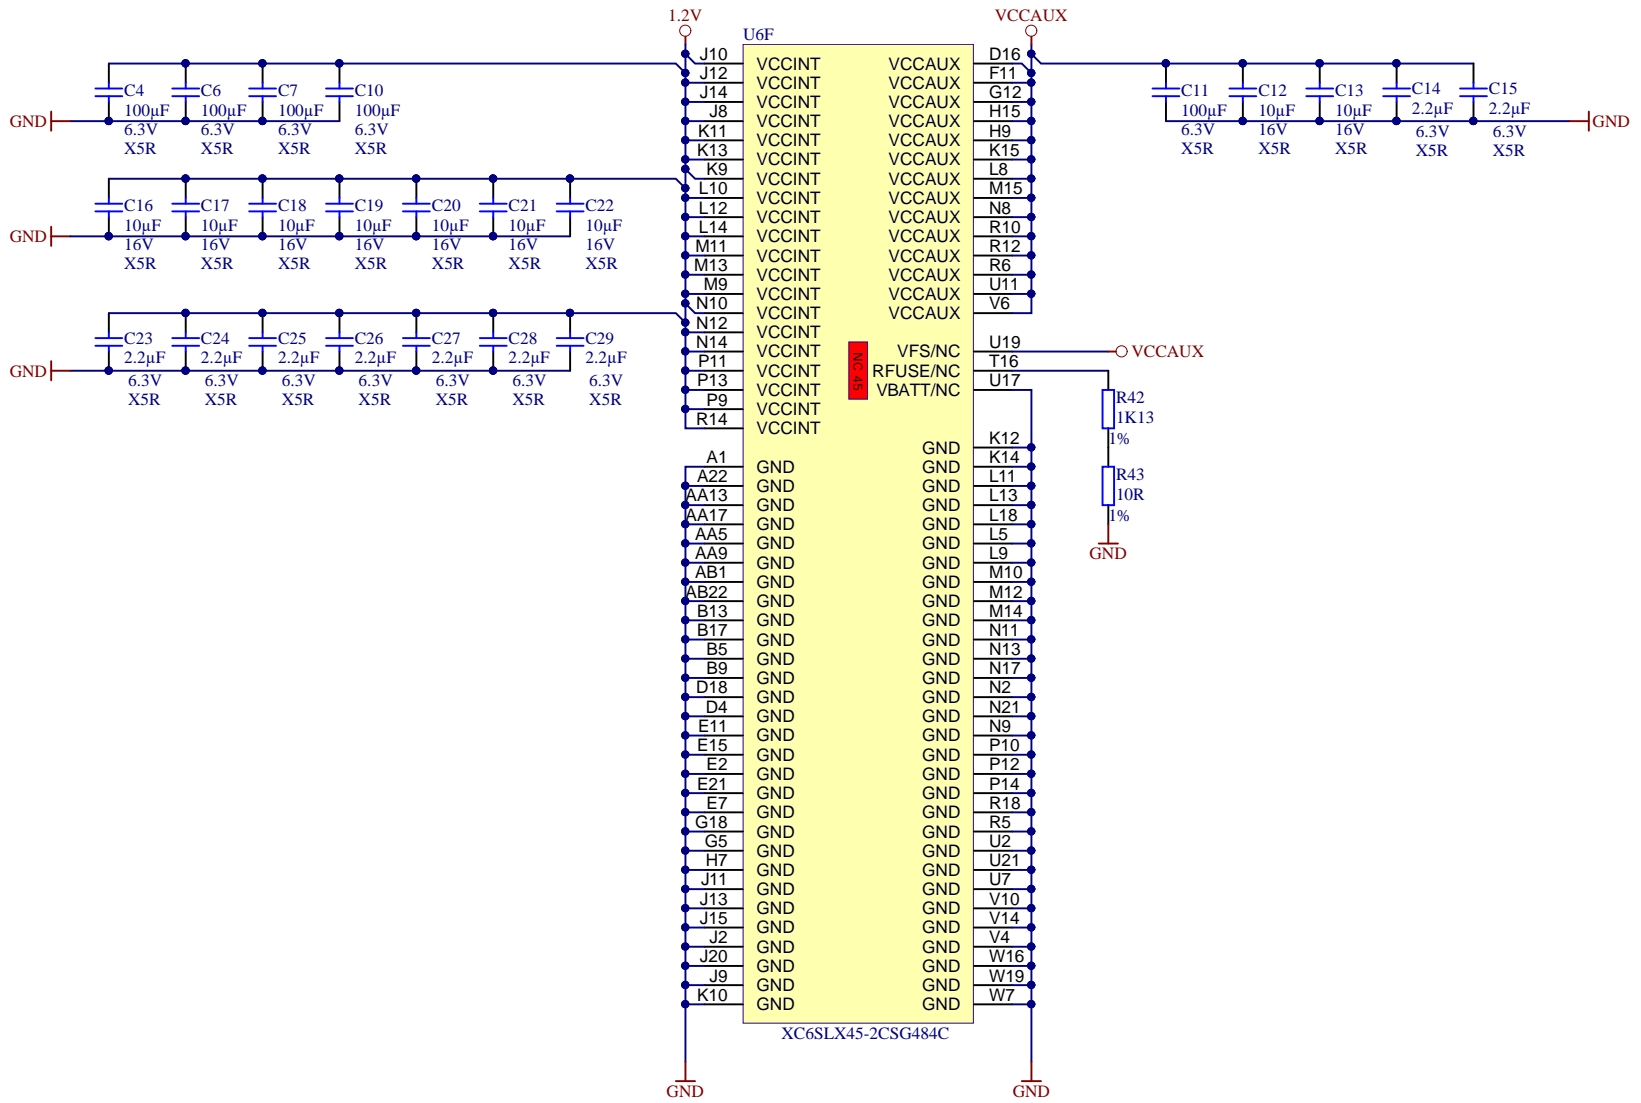 1.2V
VCCAUX
U6F
J10 VCCINT VCCAUX D16
J12 VCCINT VCCAUX F11
J14 VCCINT VCCAUX G12
J8 VCCINT VCCAUX H15
K11 VCCINT VCCAUX H9
K13 VCCINT VCCAUX K15
K9 VCCINT VCCAUX L8
L10 VCCINT VCCAUX M15
L12 VCCINT VCCAUX N8
L14 VCCINT VCCAUX R10
M11 VCCINT VCCAUX R12
M13 VCCINT VCCAUX R6
M9 VCCINT VCCAUX U11
N10 VCCINT VCCAUX V6
N12 VCCINT
N14 VCCINT VFS/NC U19
P11 VCCINT RFUSE/NC T16
P13 VCCINT VBATT/NC U17
P9 VCCINT
R14 VCCINT
NC 45
GND K12
A1 GND GND K14
A22 GND GND L11
AA13 GND GND L13
AA17 GND GND L18
AA5 GND GND L5
AA9 GND GND L9
AB1 GND GND M10
AB22 GND GND M12
B13 GND GND M14
B17 GND GND N11
B5 GND GND N13
B9 GND GND N17
D18 GND GND N2
D4 GND GND N21
E11 GND GND N9
E15 GND GND P10
E2 GND GND P12
E21 GND GND P14
E7 GND GND R18
G18 GND GND R5
G5 GND GND U2
H7 GND GND U21
J11 GND GND U7
J13 GND GND V10
J15 GND GND V14
J2 GND GND V4
J20 GND GND W16
J9 GND GND W19
K10 GND GND W7
XC6SLX45-2CSG484C
GND
GND
C4 C6 C7 C10
100µF 100µF 100µF 100µF
GND
6.3V 6.3V 6.3V 6.3V
X5R X5R X5R X5R
C16 C17 C18 C19 C20 C21 C22
10µF 10µF 10µF 10µF 10µF 10µF 10µF
GND
16V 16V 16V 16V 16V 16V 16V
X5R X5R X5R X5R X5R X5R X5R
C23 C24 C25 C26 C27 C28 C29
2.2µF 2.2µF 2.2µF 2.2µF 2.2µF 2.2µF 2.2µF
GND
6.3V 6.3V 6.3V 6.3V 6.3V 6.3V 6.3V
X5R X5R X5R X5R X5R X5R X5R
C11 C12 C13 C14 C15
100µF 10µF 10µF 2.2µF 2.2µF
GND
6.3V 16V 16V 6.3V 6.3V
X5R X5R X5R X5R X5R
VCCAUX
R42
1K13
1%
R43
10R
1%
GND